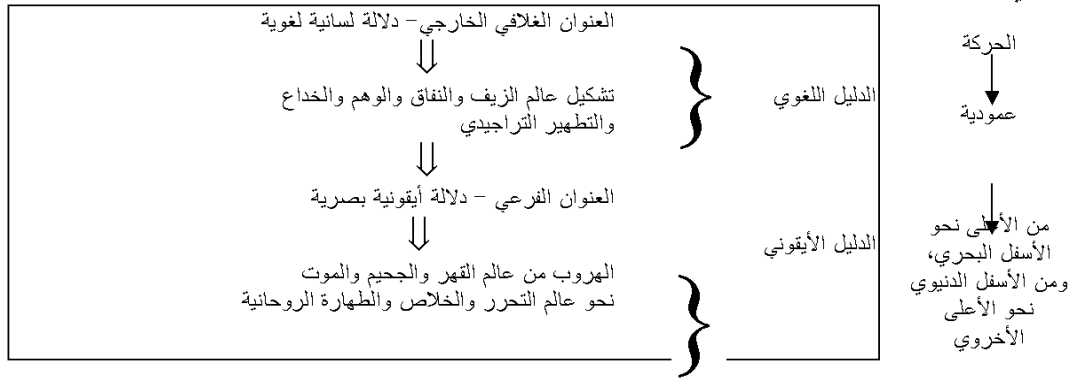 الحركة
عمودية
من الأعلى نحو
الأسفل البحري،
ومن الأسفل الدنيوي
نحو الأعلى
الأخروي
الدليل اللغوي
الدليل الأيقوني
العنوان الغلافي الخارجي– دلالة لسانية لغوية
تشكيل عالم الزيف والنفاق والوهم والخداع
والتطهير التراجيدي
العنوان الفرعي – دلالة أيقونية بصرية
الهروب من عالم القهر والجحيم والموت
نحو عالم التحرر والخلاص والطهارة الروحانية